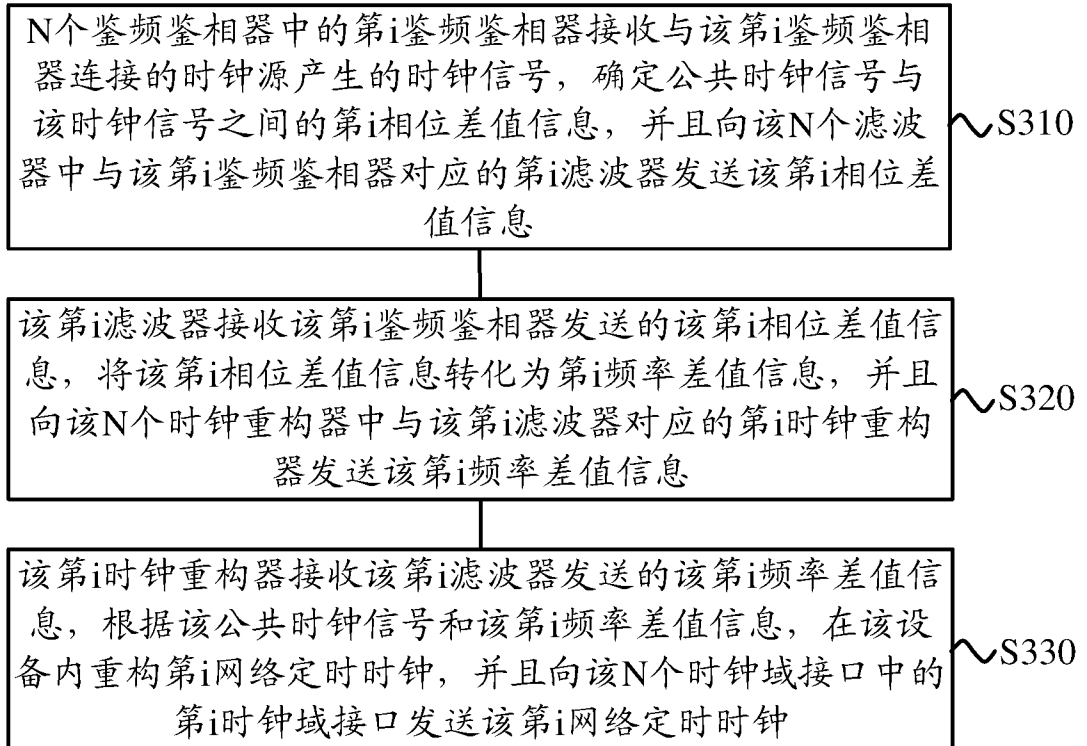 N个鉴频鉴相器中的第i鉴频鉴相器接收与该第i鉴频鉴相
器连接的时钟源产生的时钟信号，确定公共时钟信号与
该时钟信号之间的第i相位差值信息，并且向该N个滤波
器中与该第i鉴频鉴相器对应的第i滤波器发送该第i相位差
值信息
S310
该第i滤波器接收该第i鉴频鉴相器发送的该第i相位差值信
息，将该第i相位差值信息转化为第i频率差值信息，并且
向该N个时钟重构器中与该第i滤波器对应的第i时钟重构
器发送该第i频率差值信息
S320
该第i时钟重构器接收该第i滤波器发送的该第i频率差值信
息，根据该公共时钟信号和该第i频率差值信息，在该设
备内重构第i网络定时时钟，并且向该N个时钟域接口中的
第i时钟域接口发送该第i网络定时时钟
S330